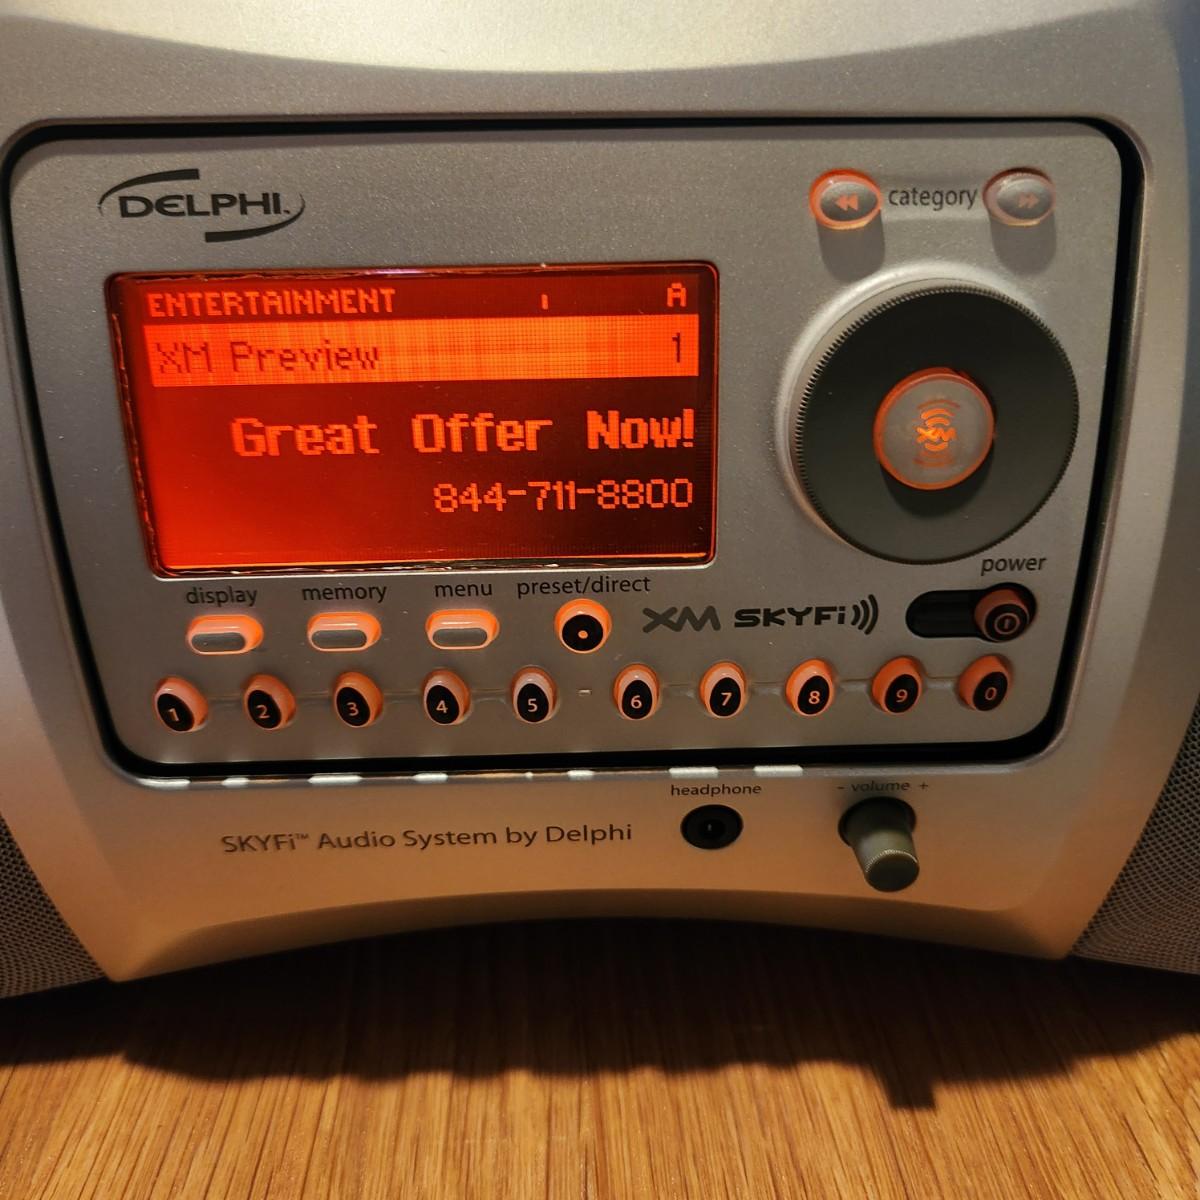 DELPHI
category
ENTERTAINMENT A
XM Preview 1
Great Offer Now!
844-711-8800
XM
power
display memory menu preset/direct
XM SKYFi
1 2 3 4 5 - 6 7 8 9 0
headphone
- volume +
SKYFi™ Audio System by Delphi